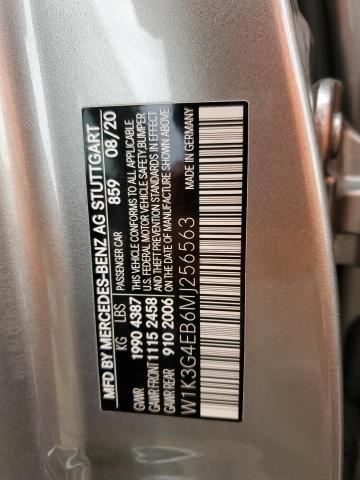 MFD BY MERCEDES-BENZ AG STUTTGART
PASSENGER CAR 859 08/20
KG LBS THIS VEHICLE CONFORMS TO ALL APPLICABLE
GVWR 1990 4387 U.S. FEDERAL MOTOR VEHICLE SAFETY, BUMPER
GAWR FRONT 1115 2458 AND THEFT PREVENTION STANDARDS IN EFFECT
GAWR REAR 910 2006 ON THE DATE OF MANUFACTURE SHOWN ABOVE
MADE IN GERMANY
W1K3G4EB6MJ256563